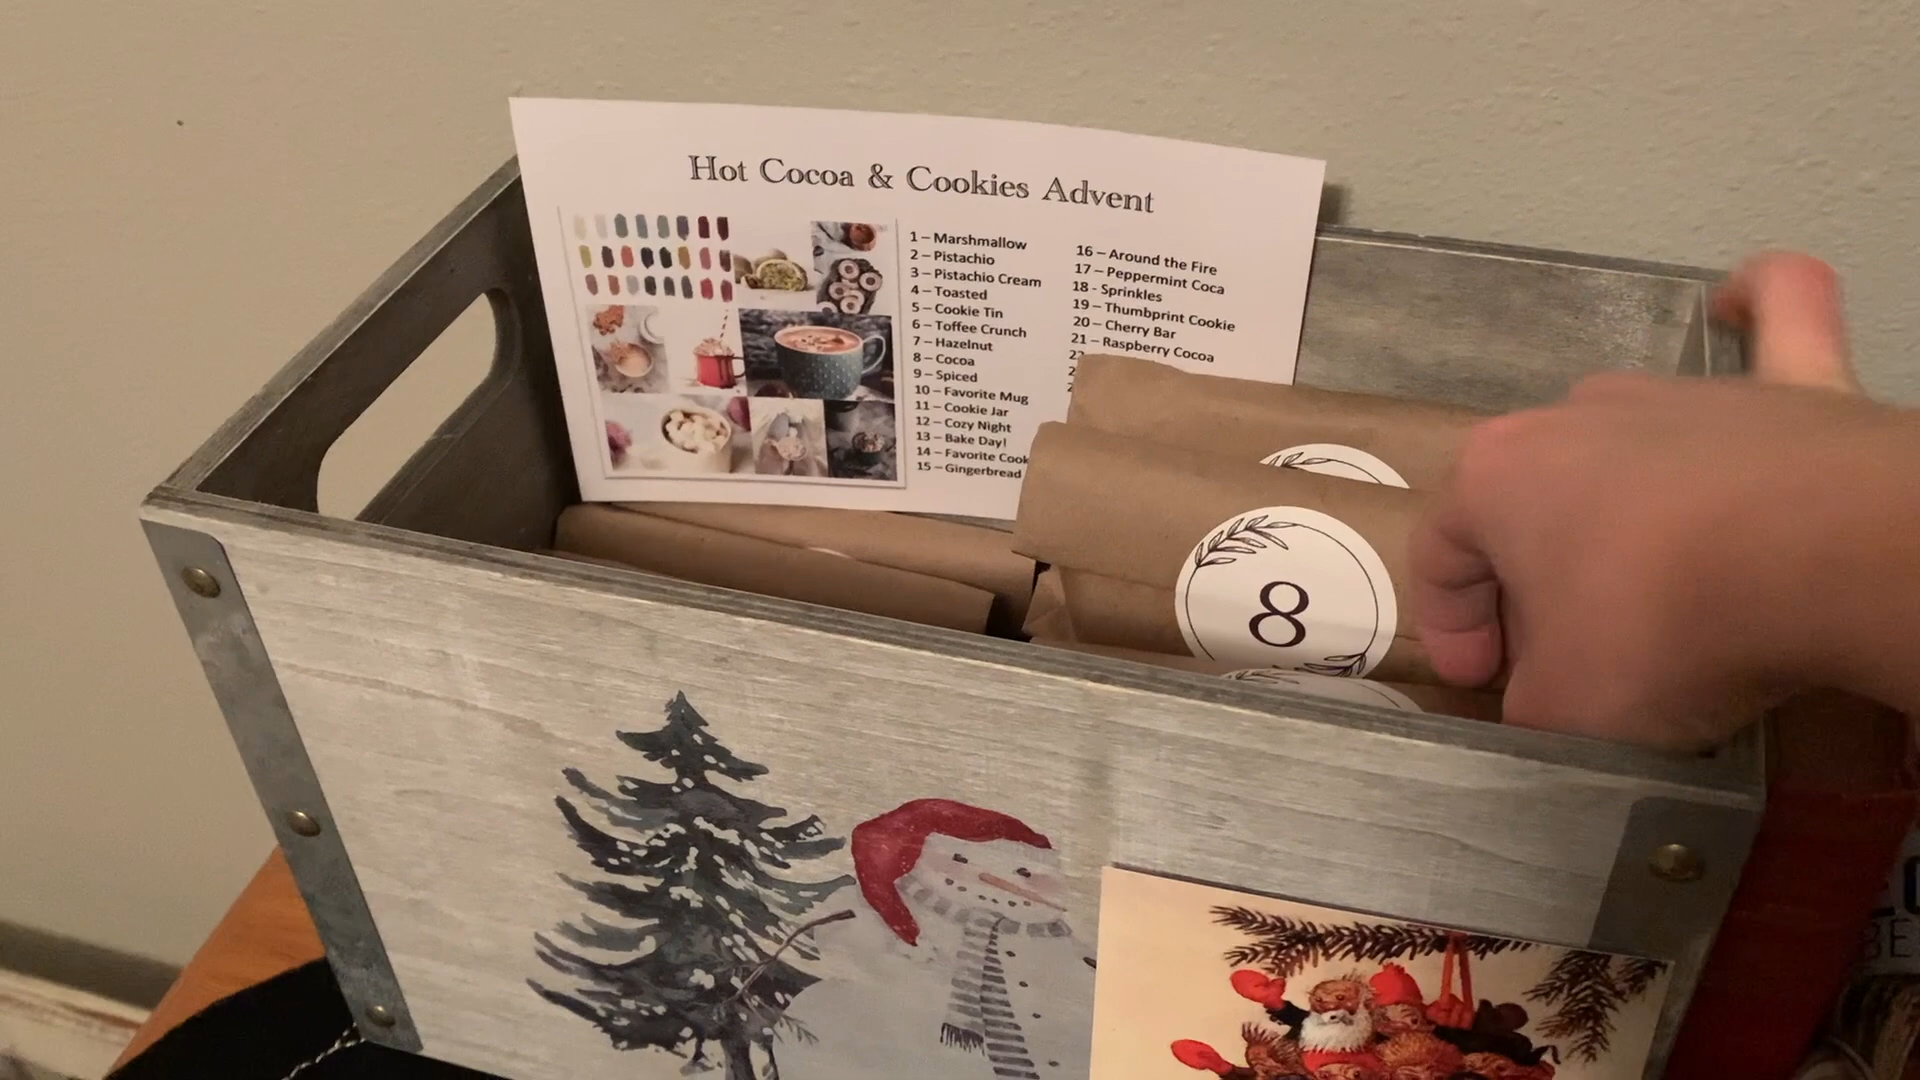 Hot Cocoa & Cookies Advent
1 – Marshmallow
2 – Pistachio
3 – Pistachio Cream
4 – Toasted
5 – Cookie Tin
6 – Toffee Crunch
7 – Hazelnut
8 – Cocoa
9 – Spiced
10 – Favorite Mug
11 – Cookie Jar
12 – Cozy Night
13 – Bake Day!
14 – Favorite Cook
15 – Gingerbread
16 – Around the Fire
17 – Peppermint Coca
18 - Sprinkles
19 – Thumbprint Cookie
20 – Cherry Bar
21 – Raspberry Cocoa
8